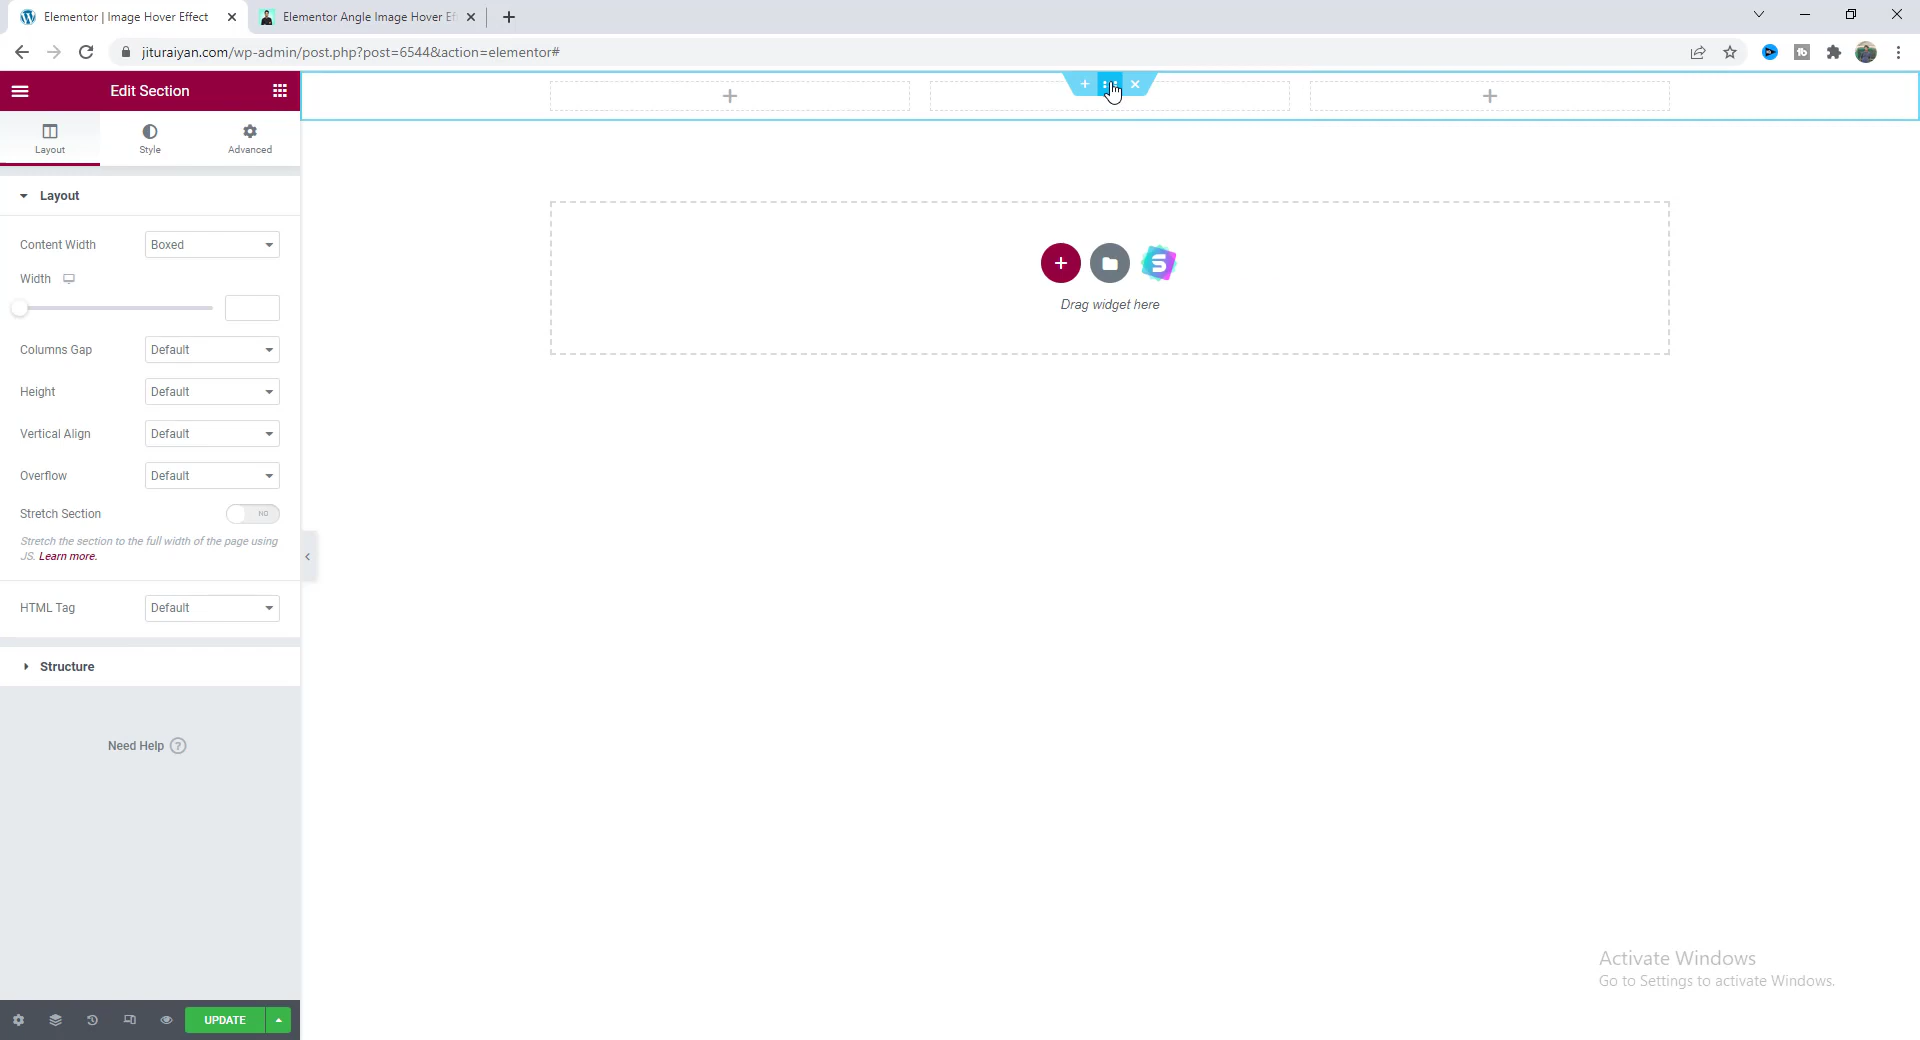 Elementor | Image Hover Effect
Elementor Angle Image Hover Ef
jituraiyan.com/wp-admin/post.php?post=6544&action=elementor#
Edit Section
Layout
Style
Advanced
Layout
Content Width
Boxed
Width
Columns Gap
Default
Height
Default
Vertical Align
Default
Overflow
Default
Stretch Section
NO
Stretch the section to the full width of the page using
JS. Learn more.
HTML Tag
Default
Structure
Need Help ?
UPDATE
Drag widget here
Activate Windows
Go to Settings to activate Windows.